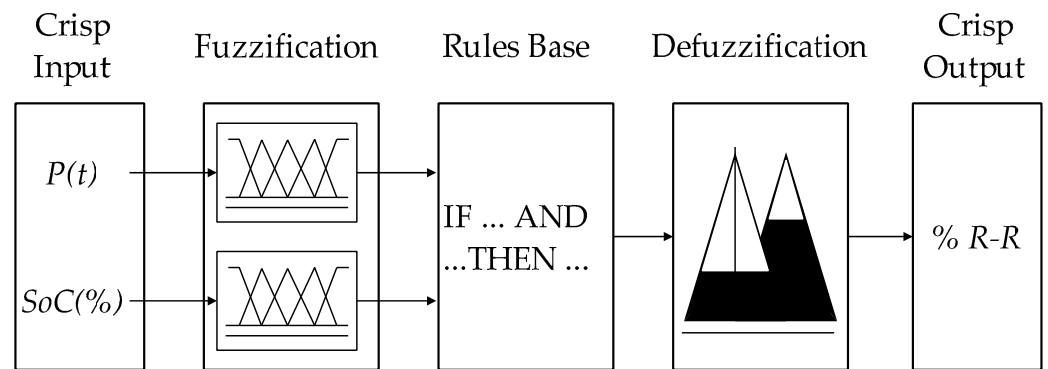 Crisp
Input
Fuzzification
Rules Base
Defuzzification
Crisp
Output
P(t)
SoC(%)
IF ... AND
...THEN ...
% R-R